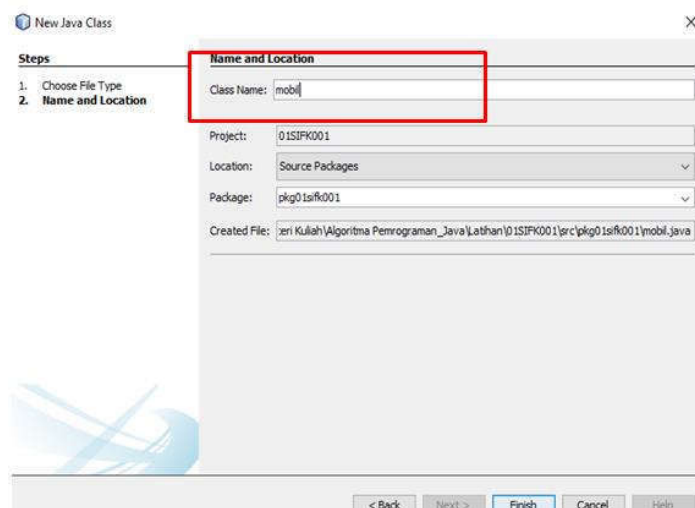 New Java Class
Steps
1. Choose File Type
2. Name and Location
Name and Location
Class Name: mobil
Project: 01SIFK001
Location: Source Packages
Package: pkg01sifk001
Created File: :eri Kuliah\Algoritma Pemrograman_Java\Latihan\01SIFK001\src\pkg01sifk001\mobil.java
< Back Next > Finish Cancel Help